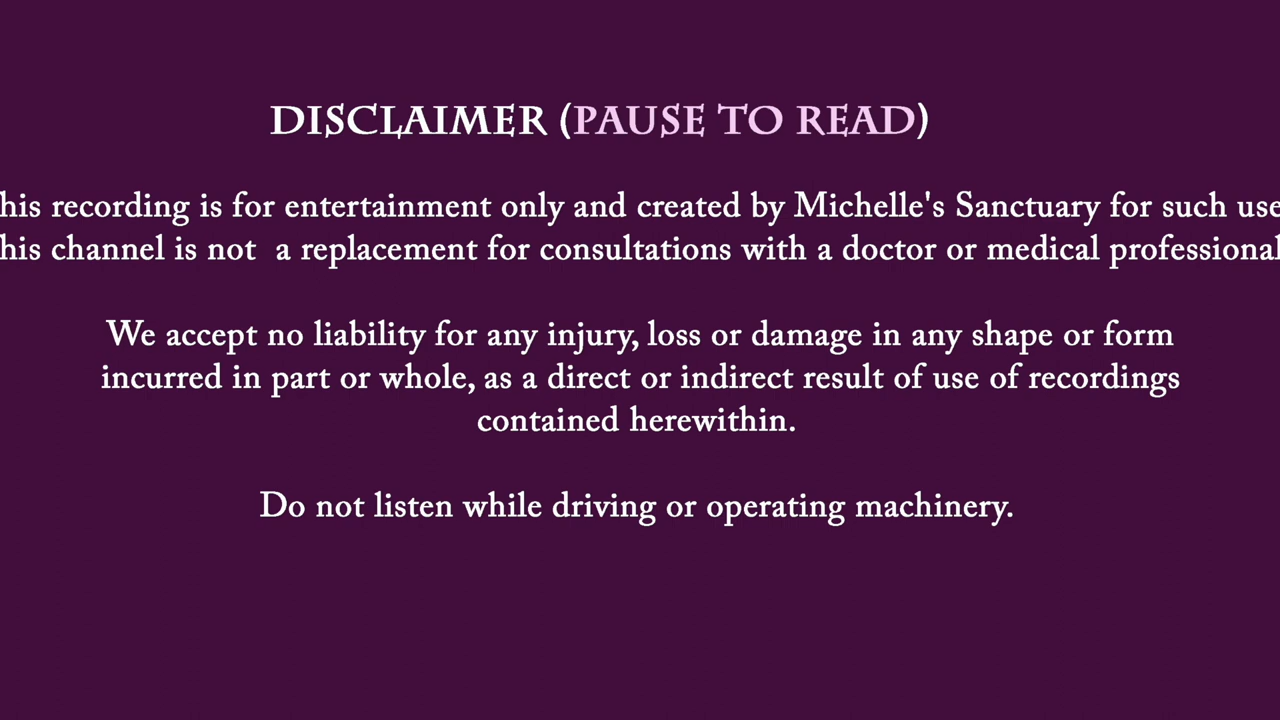 DISCLAIMER (PAUSE TO READ)
his recording is for entertainment only and created by Michelle's Sanctuary for such use
his channel is not  a replacement for consultations with a doctor or medical professional
We accept no liability for any injury, loss or damage in any shape or form
incurred in part or whole, as a direct or indirect result of use of recordings
contained herewithin.
Do not listen while driving or operating machinery.